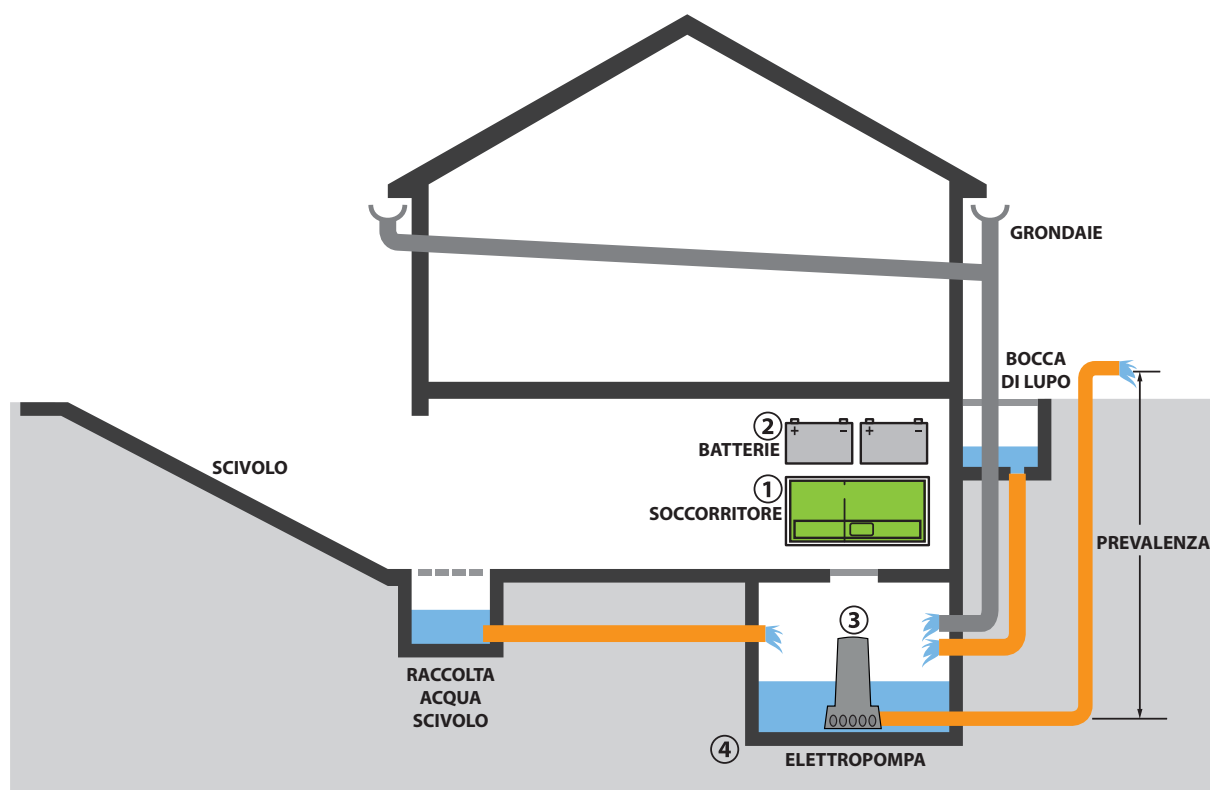 GRONDAIE
BOCCA
DI LUPO
2
BATTERIE
+ - + -
1
SOCCORRITORE
SCIVOLO
PREVALENZA
3
RACCOLTA
ACQUA
SCIVOLO
4
ELETTROPOMPA